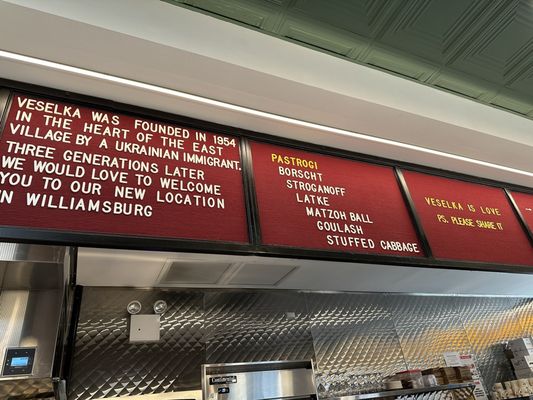 VESELKA WAS FOUNDED IN 1954
IN THE HEART OF THE EAST
VILLAGE BY A UKRAINIAN IMMIGRANT.
THREE GENERATIONS LATER
WE WOULD LOVE TO WELCOME
YOU TO OUR NEW LOCATION
IN WILLIAMSBURG
PASTROGI
BORSCHT
STROGANOFF
LATKE
MATZOH BALL
GOULASH
STUFFED CABBAGE
VESELKA IS LOVE
PS. PLEASE SHARE IT